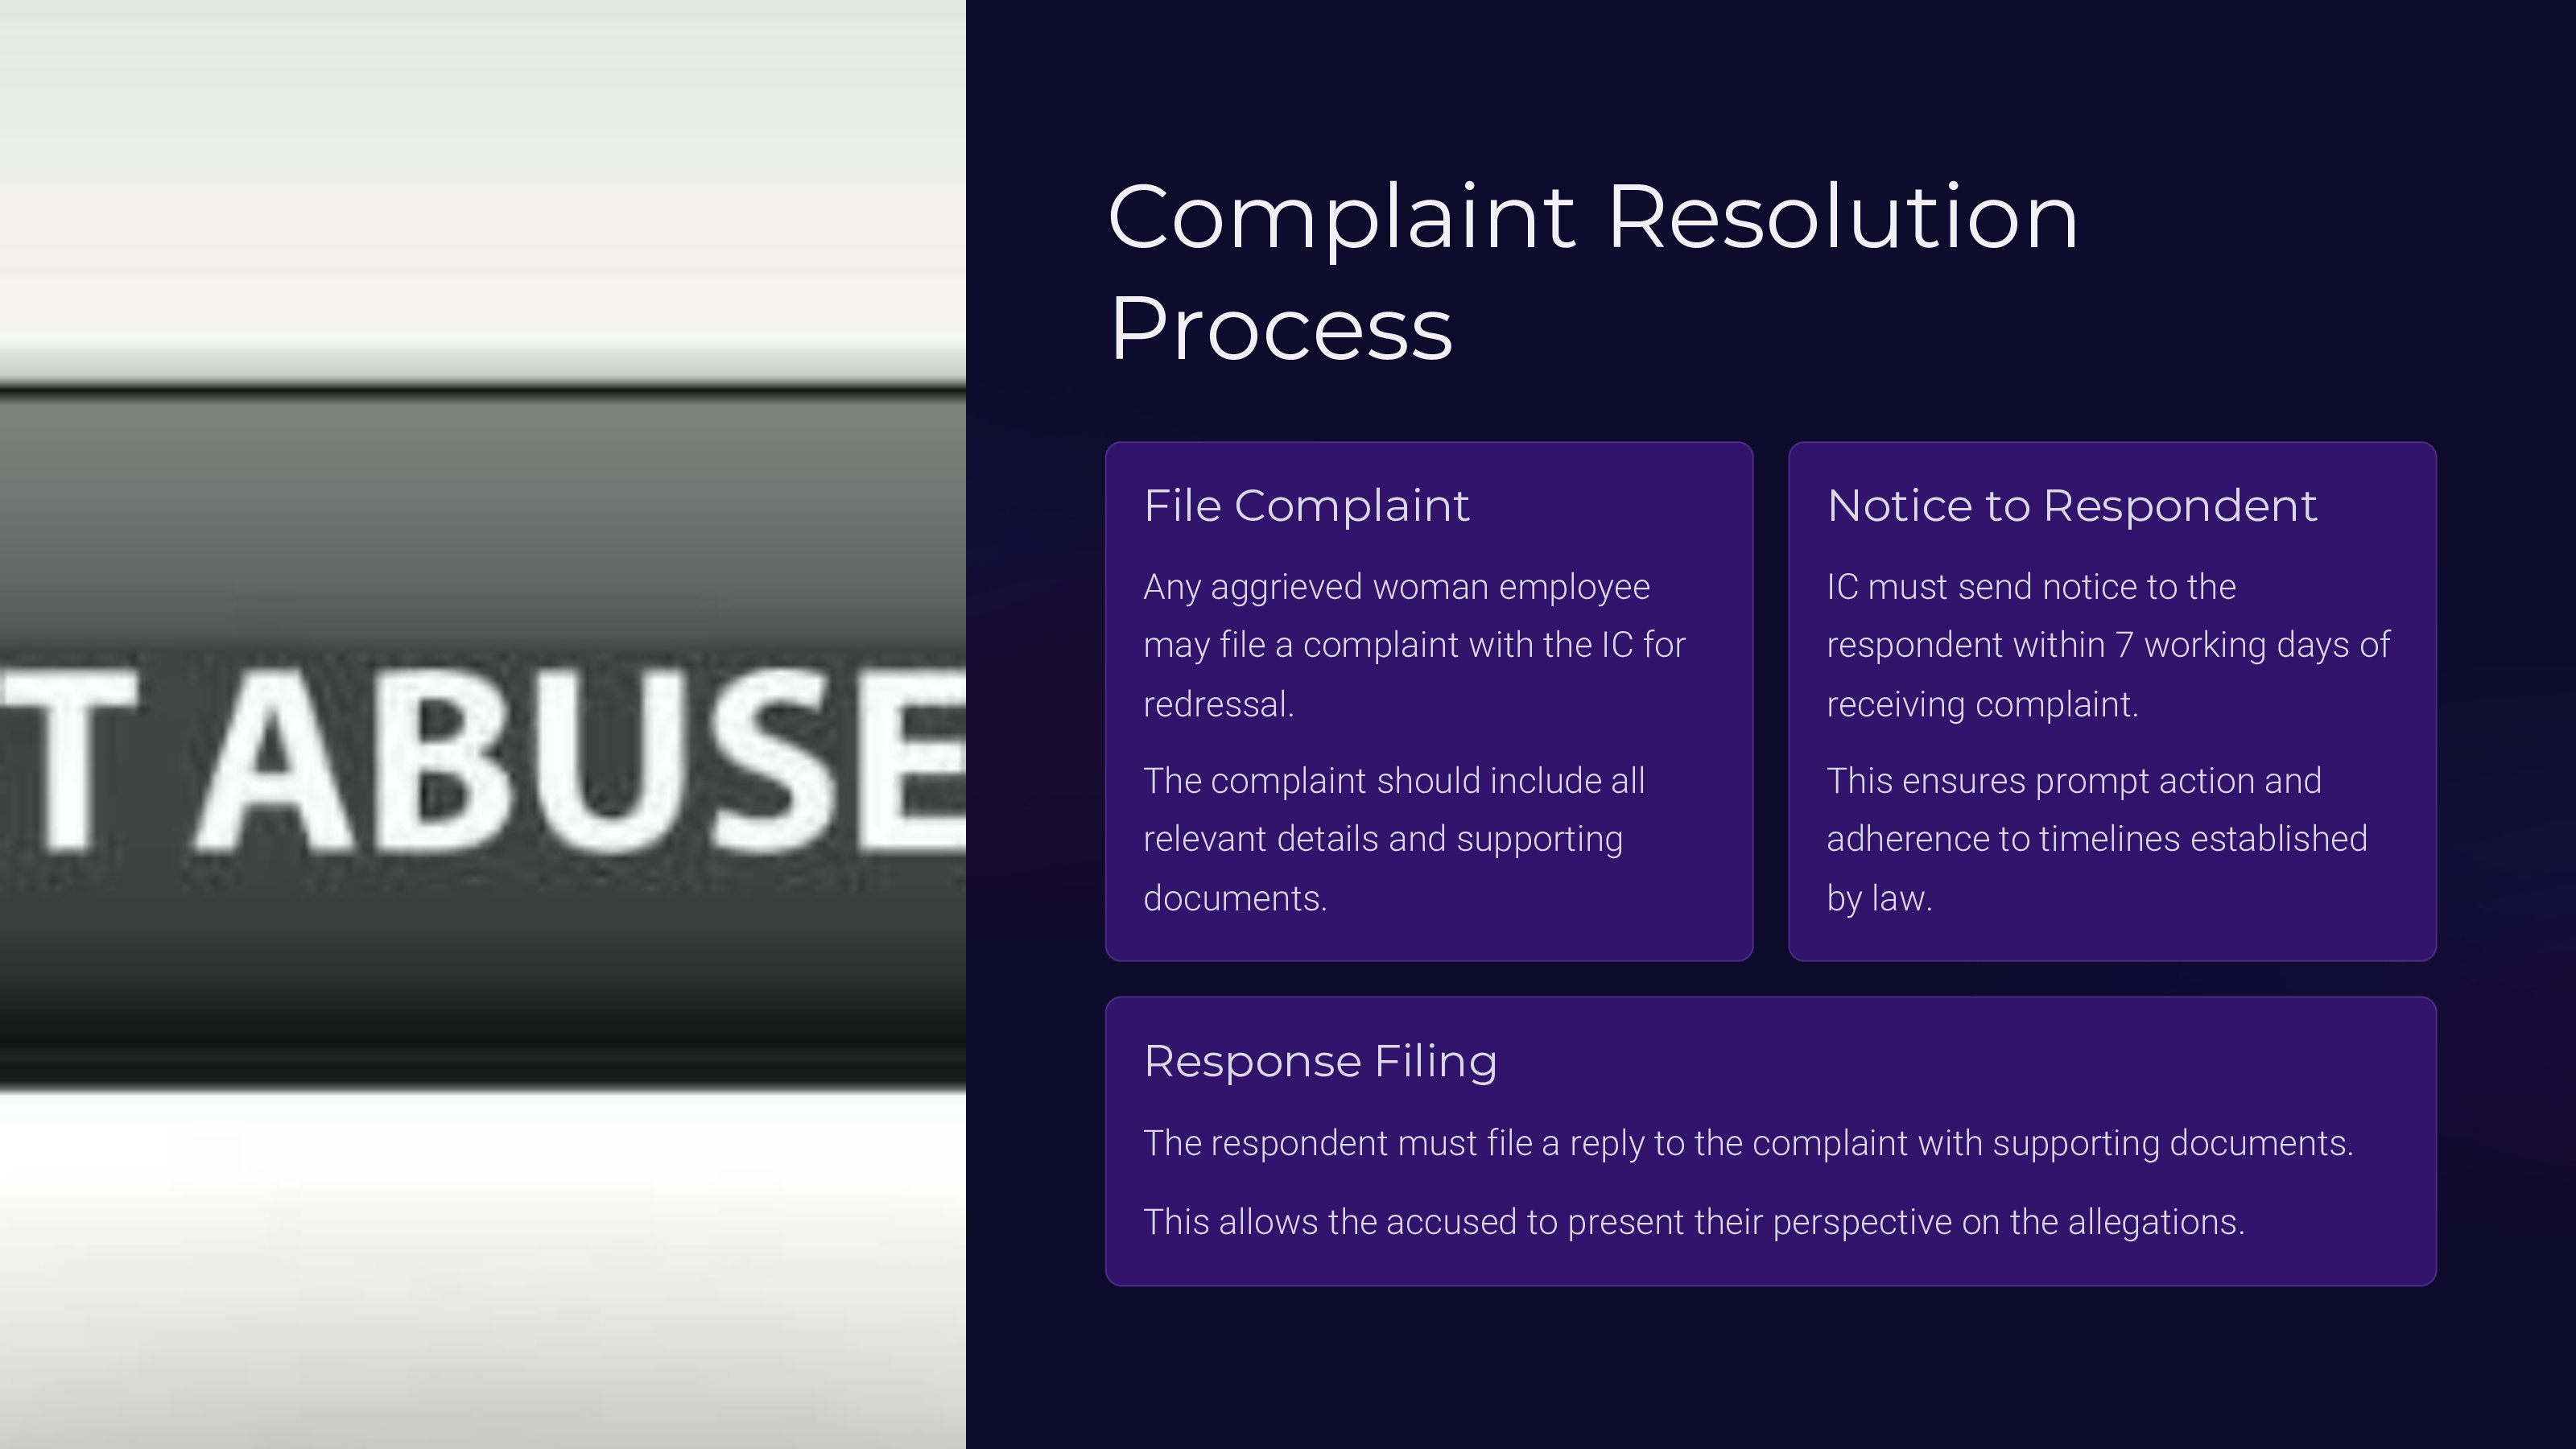 T ABUSE
Complaint Resolution
Process
File Complaint
Any aggrieved woman employee
may file a complaint with the IC for
redressal.
The complaint should include all
relevant details and supporting
documents.
Notice to Respondent
IC must send notice to the
respondent within 7 working days of
receiving complaint.
This ensures prompt action and
adherence to timelines established
by law.
Response Filing
The respondent must file a reply to the complaint with supporting documents.
This allows the accused to present their perspective on the allegations.